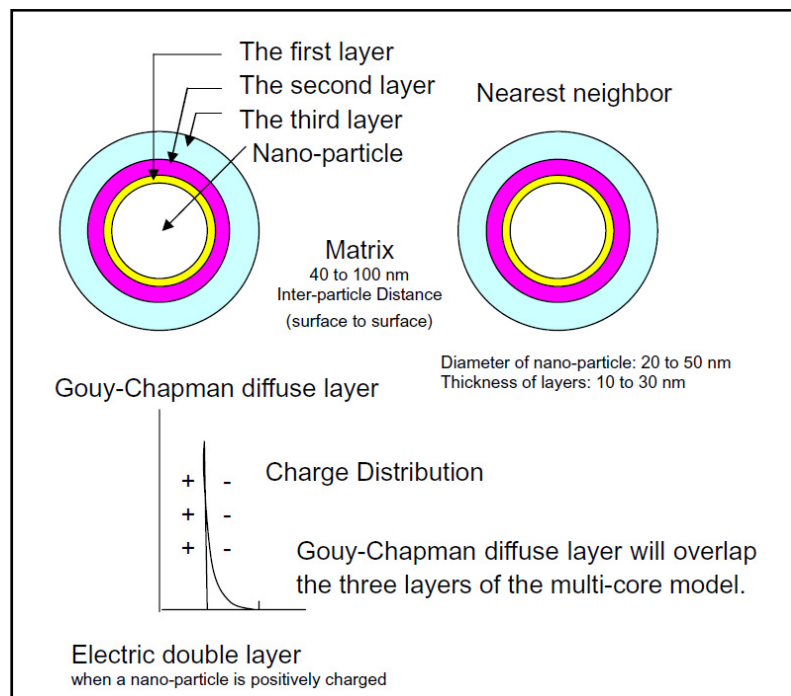 The first layer
The second layer
The third layer
Nano-particle
Nearest neighbor
Matrix
40 to 100 nm
Inter-particle Distance
(surface to surface)
Diameter of nano-particle: 20 to 50 nm
Thickness of layers: 10 to 30 nm
Gouy-Chapman diffuse layer
Charge Distribution
+ -
+ -
+ -
Gouy-Chapman diffuse layer will overlap
the three layers of the multi-core model.
Electric double layer
when a nano-particle is positively charged